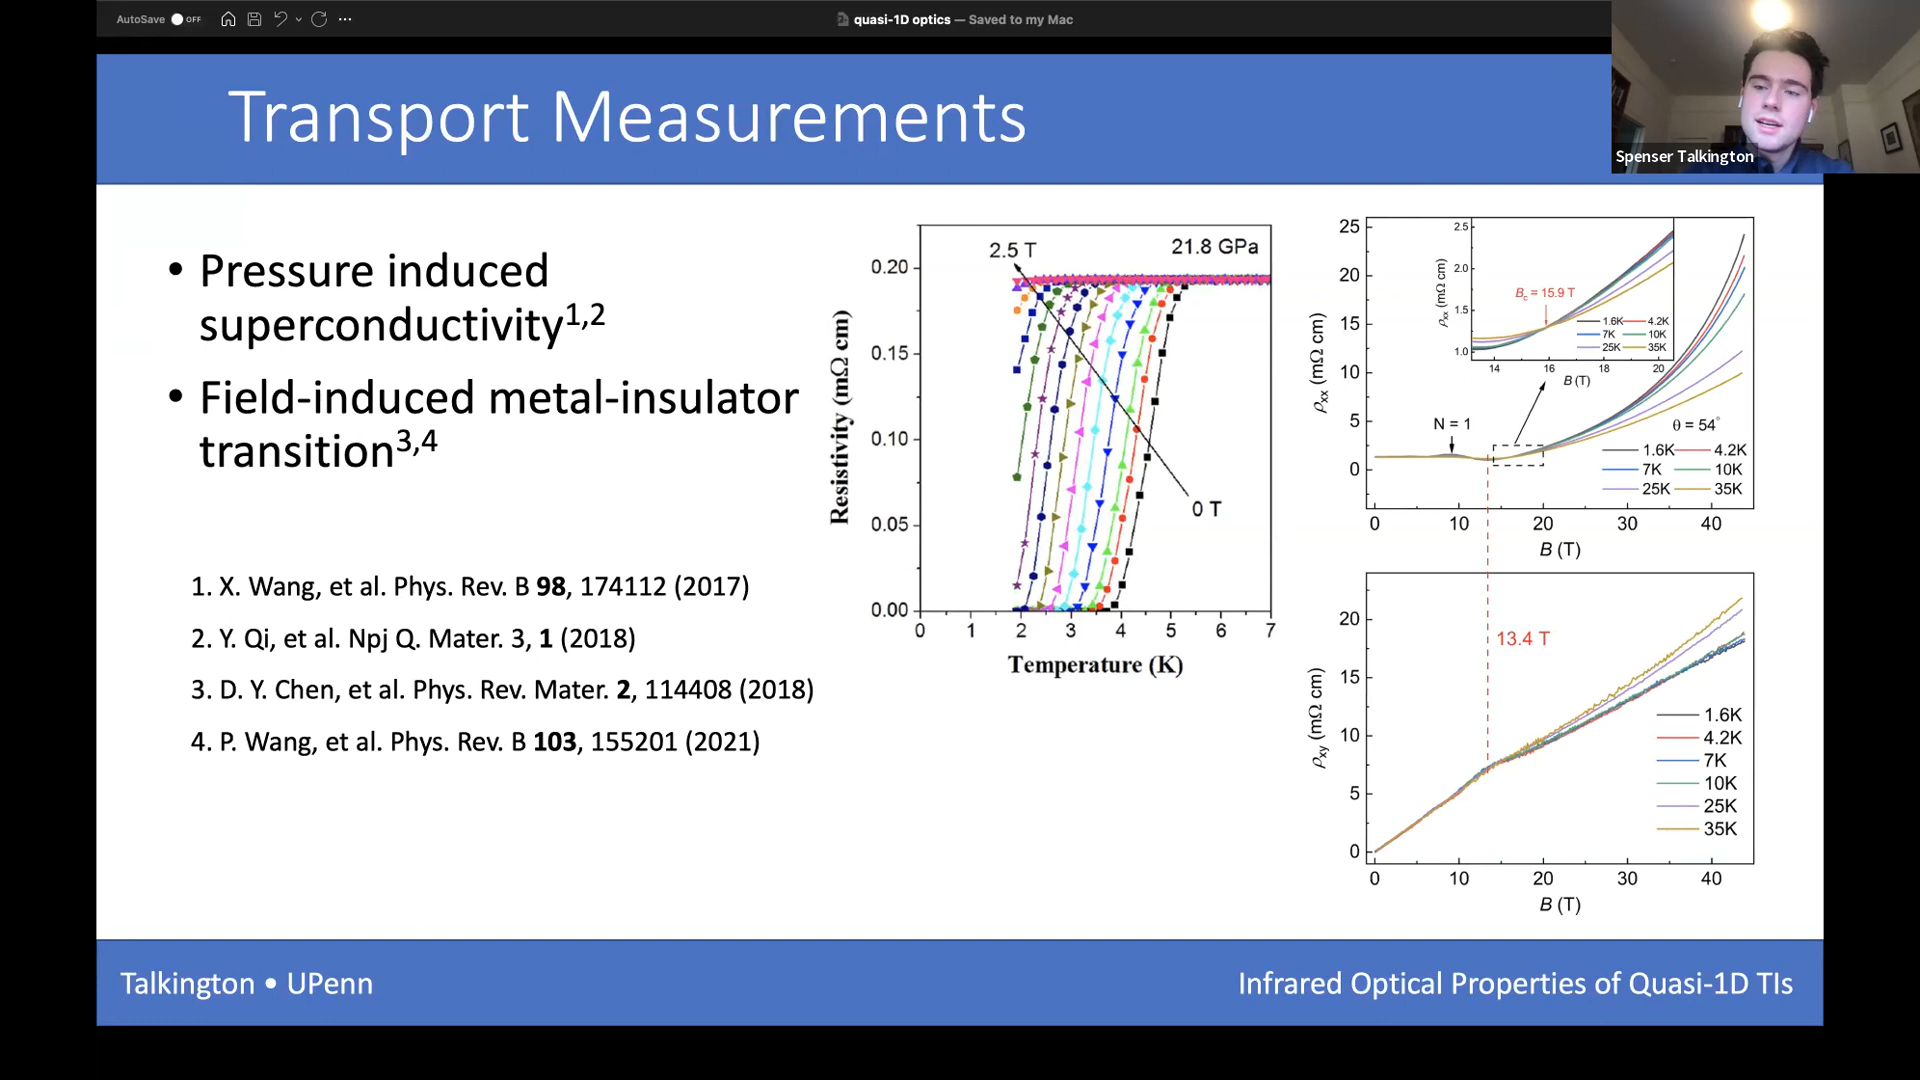 AutoSave OFF
quasi-1D optics — Saved to my Mac
Spenser Talkington
Transport Measurements
• Pressure induced
superconductivity1,2
• Field-induced metal-insulator
transition3,4
1. X. Wang, et al. Phys. Rev. B 98, 174112 (2017)
2. Y. Qi, et al. Npj Q. Mater. 3, 1 (2018)
3. D. Y. Chen, et al. Phys. Rev. Mater. 2, 114408 (2018)
4. P. Wang, et al. Phys. Rev. B 103, 155201 (2021)
2.5 T
21.8 GPa
0.20
0.15
0.10
0.05
0.00
Resistivity (mΩ cm)
0 T
0 1 2 3 4 5 6 7
Temperature (K)
25
20
15
10
5
0
ρxx (mΩ cm)
2.5
2.0
1.5
1.0
ρxx (mΩ cm)
Bc = 15.9 T
1.6K 4.2K
7K 10K
25K 35K
14 16 18 20
B (T)
N = 1
θ = 54°
1.6K 4.2K
7K 10K
25K 35K
0 10 20 30 40
B (T)
20
15
10
5
0
ρxy (mΩ cm)
13.4 T
1.6K
4.2K
7K
10K
25K
35K
0 10 20 30 40
B (T)
Talkington • UPenn
Infrared Optical Properties of Quasi-1D TIs